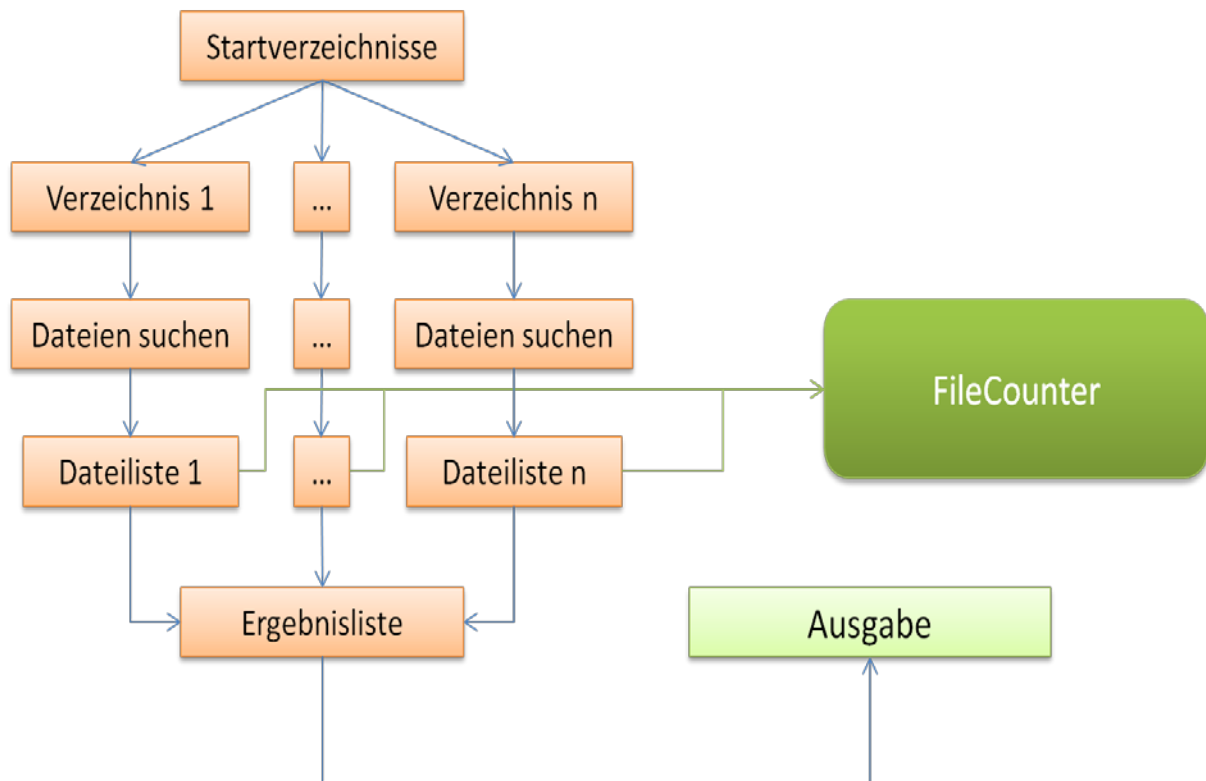 Startverzeichnisse
Verzeichnis 1
...
Verzeichnis n
Dateien suchen
...
Dateien suchen
FileCounter
Dateiliste 1
...
Dateiliste n
Ergebnisliste
Ausgabe